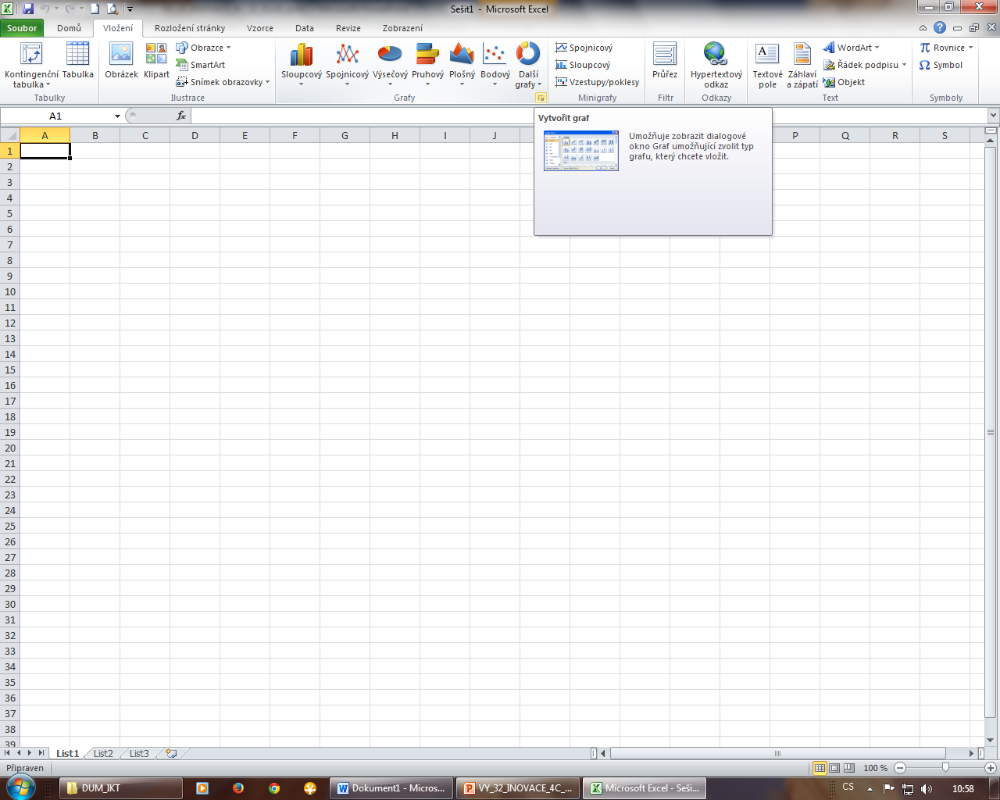 Sešit1 - Microsoft Excel
Soubor Domů Vložení Rozložení stránky Vzorce Data Revize Zobrazení
Kontingenční tabulka Tabulka
Tabulky
Obrázek Klipart Obrazce SmartArt Snímek obrazovky
Ilustrace
Sloupcový Spojnicový Výsečový Pruhový Plošný Bodový Další grafy
Grafy
Spojnicový
Sloupcový
Vzestupy/poklesy
Minigrafy
Průřez
Filtr
Hypertextový odkaz
Odkazy
Textové pole Záhlaví a zápatí WordArt Řádek podpisu Objekt
Text
Rovnice
Symbol
Symboly
A1 fx
Vytvořit graf
Umožňuje zobrazit dialogové
okno Graf umožňující zvolit typ
grafu, který chcete vložit.
A B C D E F G H I J P Q R S
1
2
3
4
5
6
7
8
9
10
11
12
13
14
15
16
17
18
19
20
21
22
23
24
25
26
27
28
29
30
31
32
33
34
35
36
37
38
39
List1 List2 List3
Připraven 100 %
DUM_IKT Dokument1 - Micros... VY_32_INOVACE_4C_... Microsoft Excel - Seši... CS 10:58